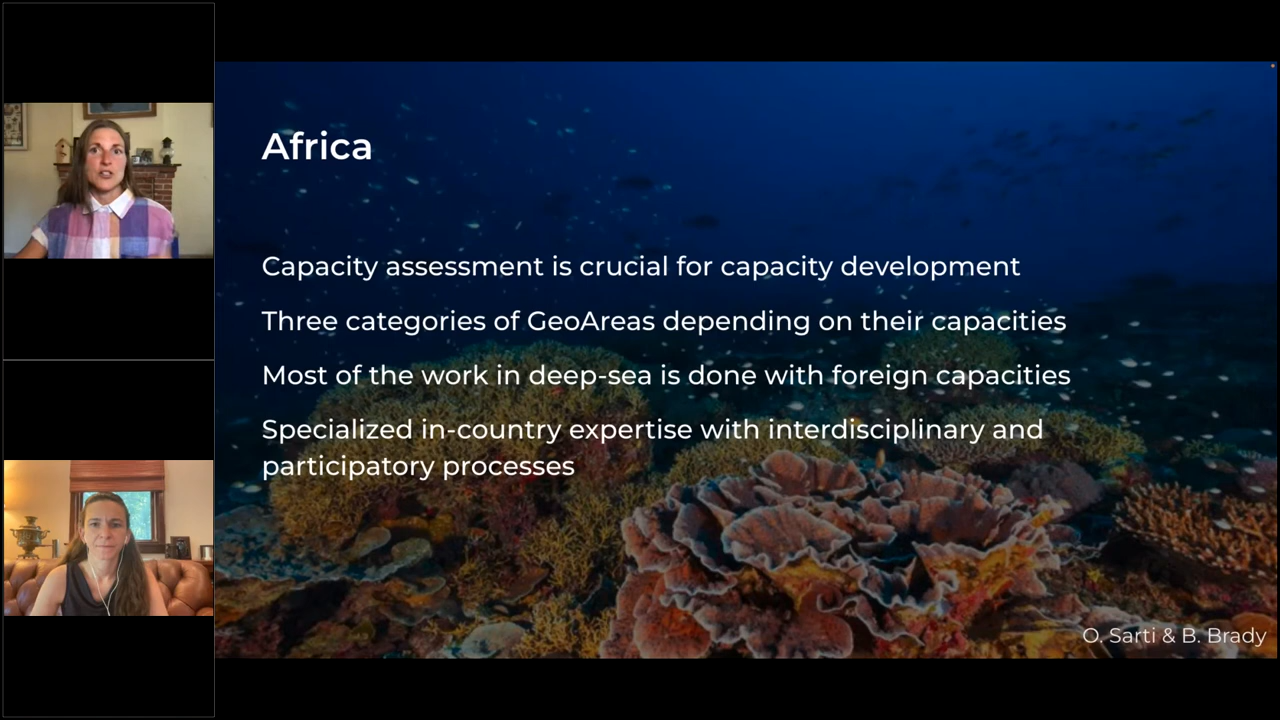 Africa
Capacity assessment is crucial for capacity development
Three categories of GeoAreas depending on their capacities
Most of the work in deep-sea is done with foreign capacities
Specialized in-country expertise with interdisciplinary and
participatory processes
O. Sarti & B. Brady